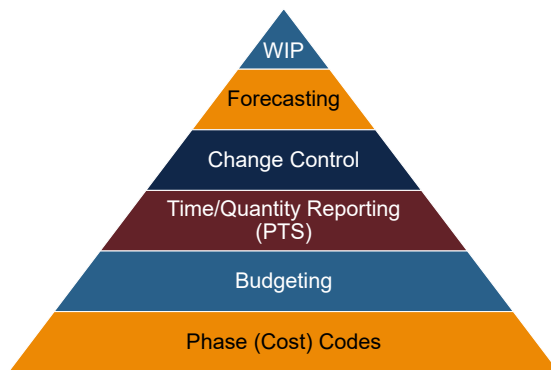 WIP
Forecasting
Change Control
Time/Quantity Reporting
(PTS)
Budgeting
Phase (Cost) Codes